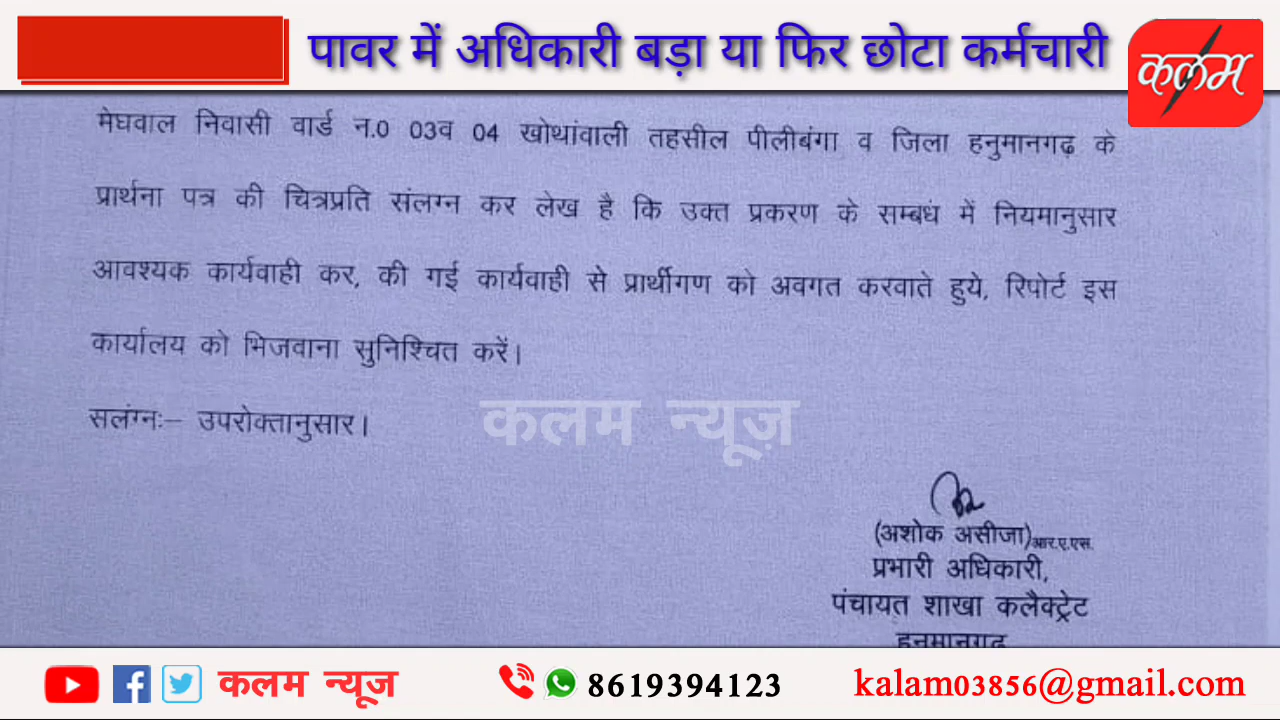 पावर में अधिकारी बड़ा या फिर छोटा कर्मचारी
कलम
मेघवाल निवासी वार्ड न.0 03व 04 खोथांवाली तहसील पीलीबंगा व जिला हनुमानगढ़ के
प्रार्थना पत्र की चित्रप्रति संलग्न कर लेख है कि उक्त प्रकरण के सम्बधं में नियमानुसार
आवश्यक कार्यवाही कर, की गई कार्यवाही से प्रार्थीगण को अवगत करवाते हुये, रिपोर्ट इस
कार्यालय को भिजवाना सुनिश्चित करें।
सलंग्नः– उपरोक्तानुसार।
कलम न्यूज़
(अशोक असीजा)आर.ए.एस.
प्रभारी अधिकारी,
पंचायत शाखा कलैक्ट्रेट
हनुमानगढ़
कलम न्यूज 8619394123 kalam03856@gmail.com